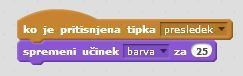 ko je pritisnjena tipka presledek
spremeni učinek barva za 25